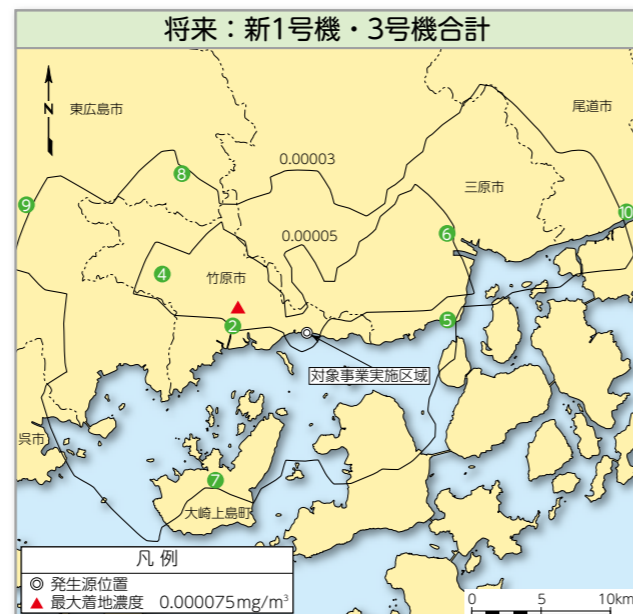 将来：新1号機・3号機合計
N
東広島市
尾道市
8
0.00003
三原市
9
10
0.00005
6
4
竹原市
2
5
対象事業実施区域
呉市
7
大崎上島町
凡例
◎ 発生源位置
▲ 最大着地濃度 0.000075mg/m³
0 5 10km